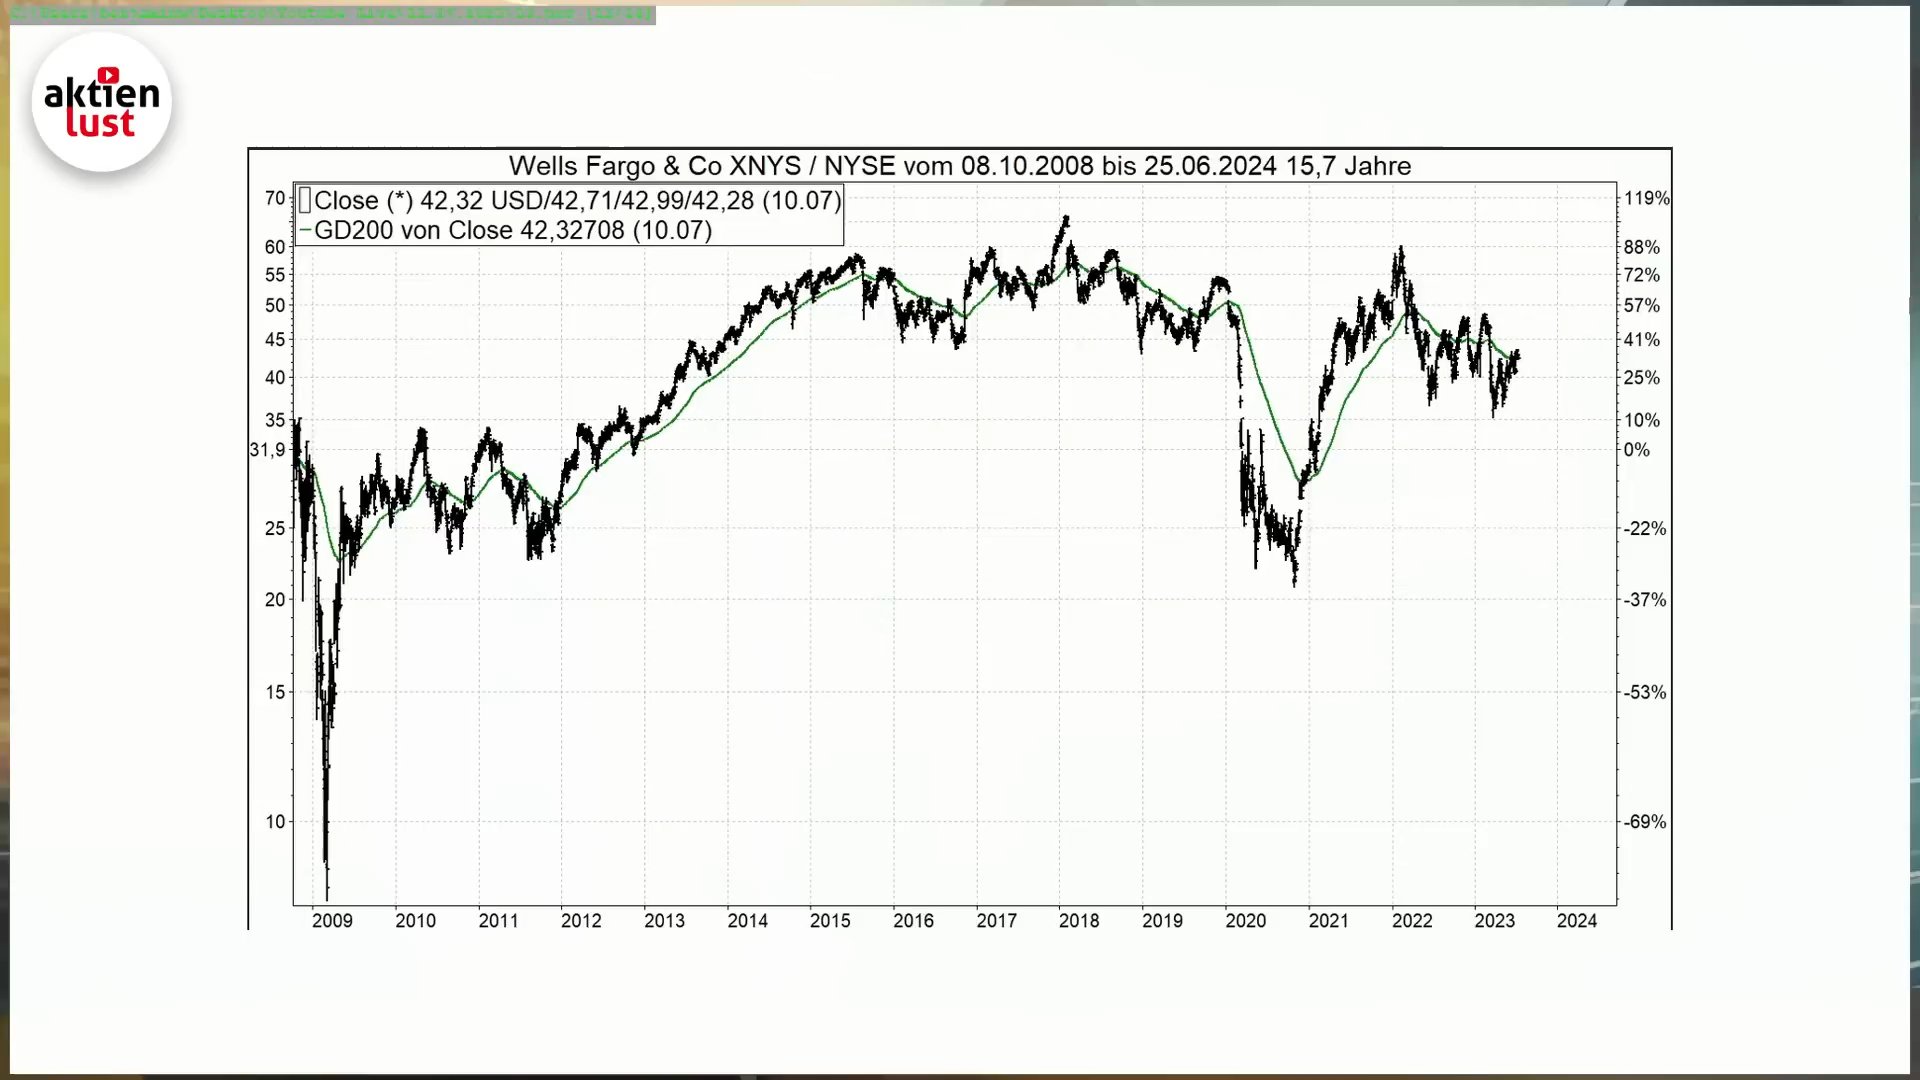 aktien
lust
Wells Fargo & Co XNYS / NYSE vom 08.10.2008 bis 25.06.2024 15,7 Jahre
Close (*) 42,32 USD/42,71/42,99/42,28 (10.07)
GD200 von Close 42,32708 (10.07)
70 119%
60 88%
55 72%
50 57%
45 41%
40 25%
35 10%
31.9 0%
25 -22%
20 -37%
15 -53%
10 -69%
2009 2010 2011 2012 2013 2014 2015 2016 2017 2018 2019 2020 2021 2022 2023 2024